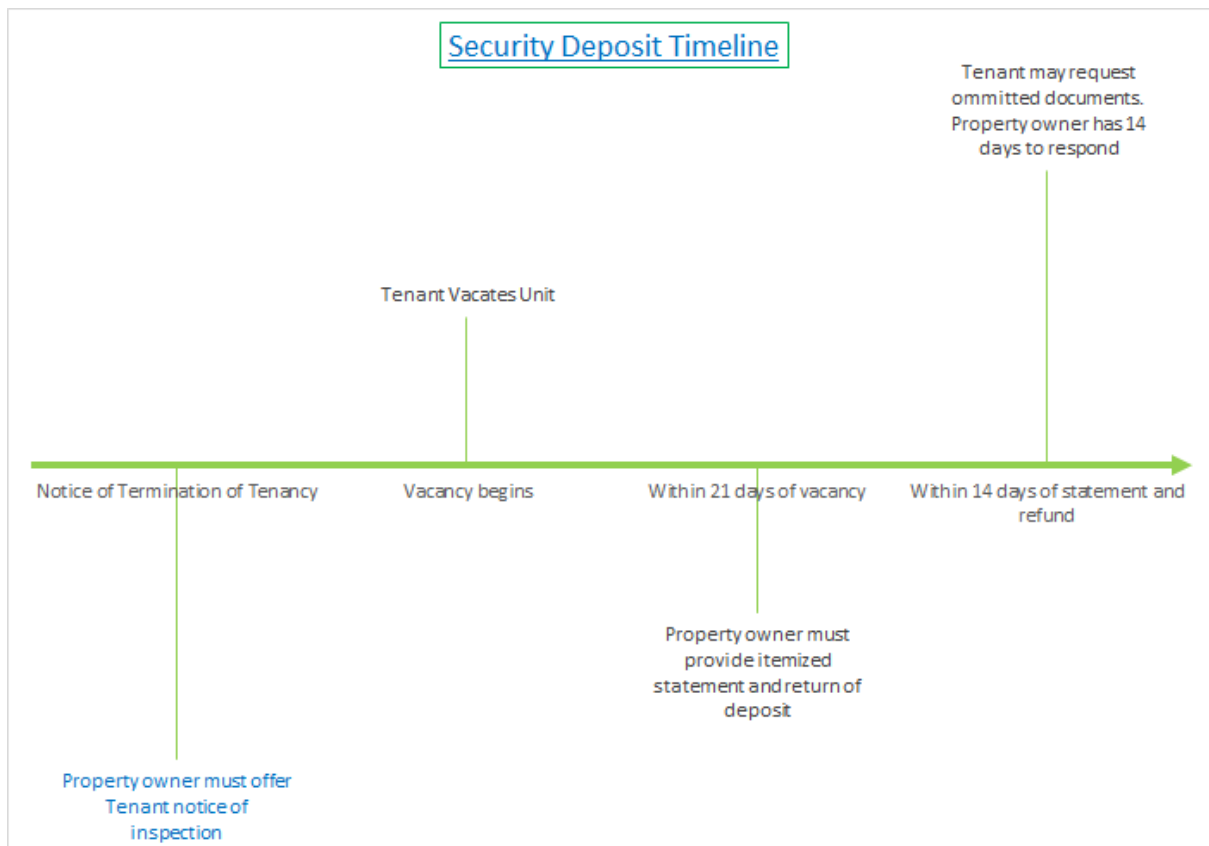 Security Deposit Timeline
Tenant may request
ommitted documents.
Property owner has 14
days to respond
Tenant Vacates Unit
Notice of Termination of Tenancy
Vacancy begins
Within 21 days of vacancy
Within 14 days of statement and
refund
Property owner must
provide itemized
statement and return of
deposit
Property owner must offer
Tenant notice of
inspection